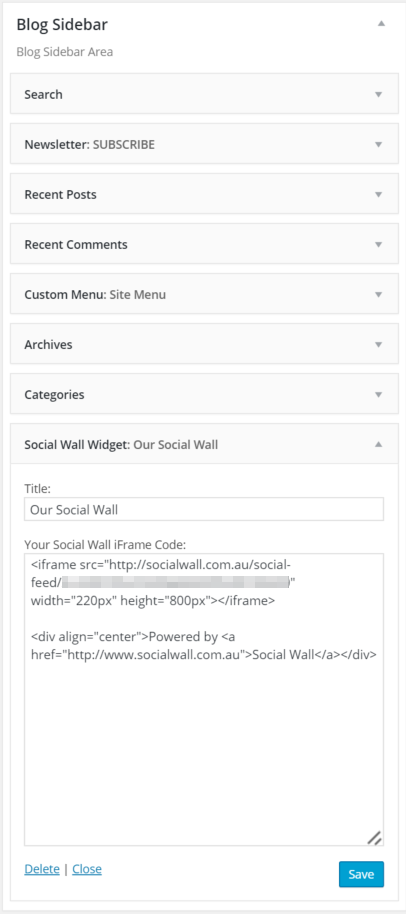 Blog Sidebar
Blog Sidebar Area
Search
Newsletter: SUBSCRIBE
Recent Posts
Recent Comments
Custom Menu: Site Menu
Archives
Categories
Social Wall Widget: Our Social Wall
Title:
Our Social Wall
Your Social Wall iFrame Code:
<iframe src="http://socialwall.com.au/social-
feed/"
width="220px" height="800px"></iframe>
<div align="center">Powered by <a
href="http://www.socialwall.com.au">Social Wall</a></div>
Delete | Close
Save